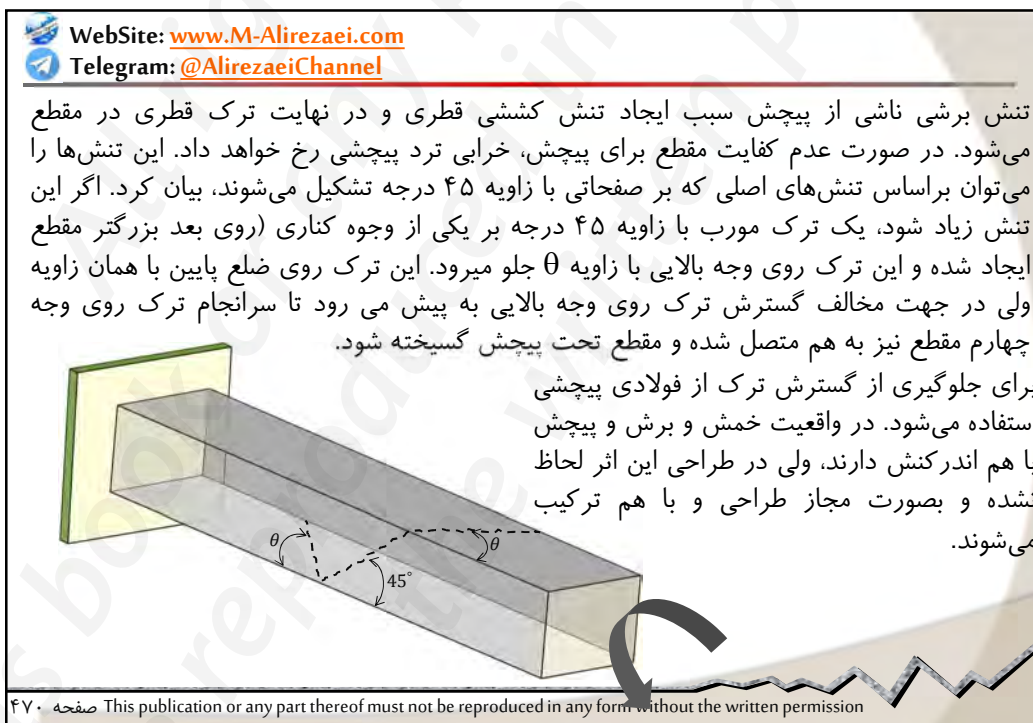 WebSite: www.M-Alirezaei.com
Telegram: @AlirezaeiChannel
تنش برشی ناشی از پیچش سبب ایجاد تنش کششی قطری و در نهایت ترک قطری در مقطع
می‌شود. در صورت عدم کفایت مقطع برای پیچش، خرابی ترد پیچشی رخ خواهد داد. این تنش‌ها را
می‌توان براساس تنش‌های اصلی که بر صفحاتی با زاویه ۴۵ درجه تشکیل می‌شوند، بیان کرد. اگر این
تنش زیاد شود، یک ترک مورب با زاویه ۴۵ درجه بر یکی از وجوه کناری (روی بعد بزرگتر مقطع
ایجاد شده و این ترک روی وجه بالایی با زاویه θ جلو میرود. این ترک روی ضلع پایین با همان زاویه
ولی در جهت مخالف گسترش ترک روی وجه بالایی به پیش می رود تا سرانجام ترک روی وجه
چهارم مقطع نیز به هم متصل شده و مقطع تحت پیچش گسیخته شود.
برای جلوگیری از گسترش ترک از فولادی پیچشی
ستفاده می‌شود. در واقعیت خمش و برش و پیچش
با هم اندرکنش دارند، ولی در طراحی این اثر لحاظ
نشده و بصورت مجاز طراحی و با هم ترکیب
می‌شوند.
θ
θ
45°
صفحه ۴۷۰ This publication or any part thereof must not be reproduced in any form without the written permission